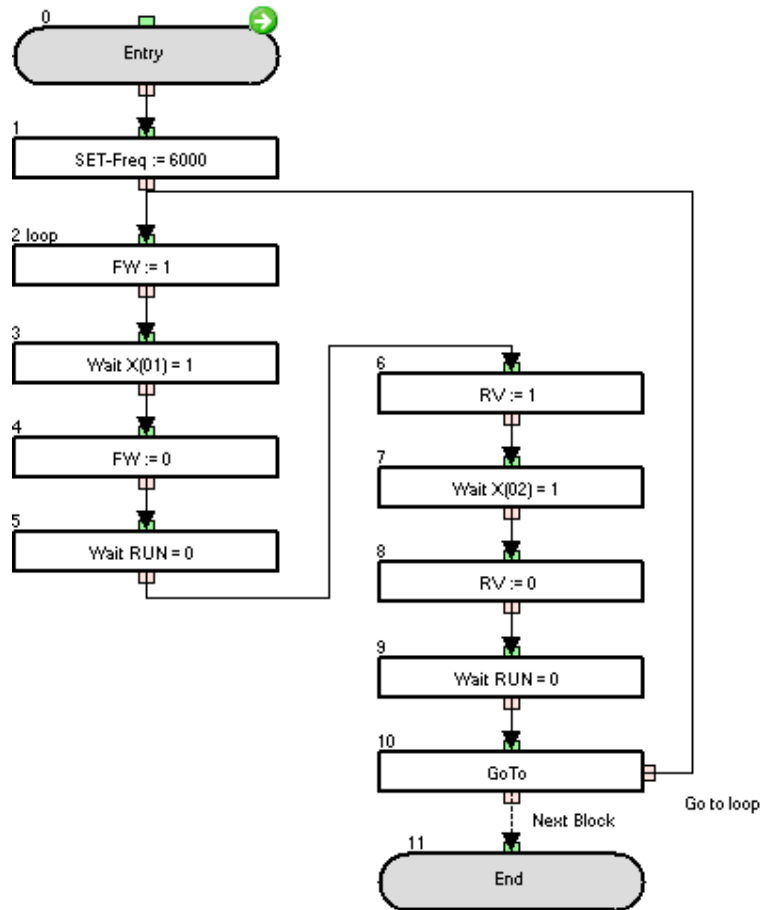 0
Entry
1
SET-Freq := 6000
2 loop
FW := 1
3
Wait X(01) = 1
4
FW := 0
5
Wait RUN = 0
6
RV := 1
7
Wait X(02) = 1
8
RV := 0
9
Wait RUN = 0
10
GoTo
Go to loop
Next Block
11
End